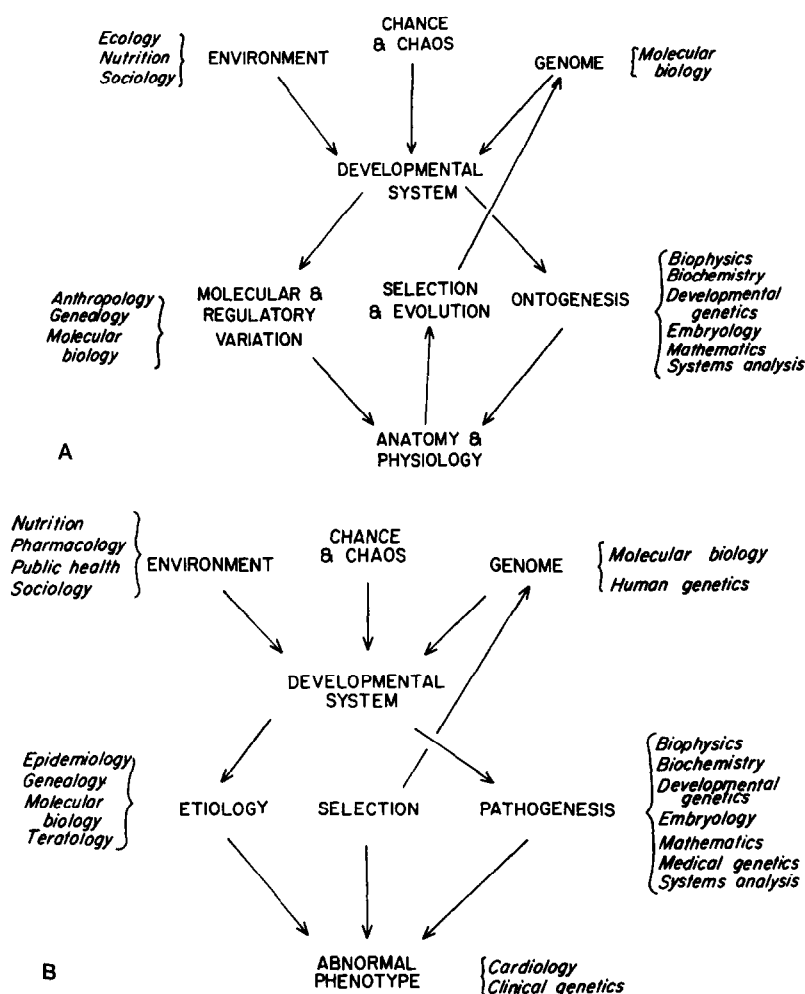 CHANCE
& CHAOS
Ecology
Nutrition
Sociology
ENVIRONMENT
GENOME
Molecular
biology
DEVELOPMENTAL
SYSTEM
Anthropology
Genealogy
Molecular
biology
MOLECULAR &
REGULATORY
VARIATION
SELECTION
& EVOLUTION
ONTOGENESIS
Biophysics
Biochemistry
Developmental
genetics
Embryology
Mathematics
Systems analysis
ANATOMY &
PHYSIOLOGY
A
Nutrition
Pharmacology
Public health
Sociology
ENVIRONMENT
CHANCE
& CHAOS
GENOME
Molecular biology
Human genetics
DEVELOPMENTAL
SYSTEM
Epidemiology
Genealogy
Molecular
biology
Teratology
ETIOLOGY
SELECTION
PATHOGENESIS
Biophysics
Biochemistry
Developmental
genetics
Embryology
Mathematics
Medical genetics
Systems analysis
B
ABNORMAL
PHENOTYPE
Cardiology
Clinical genetics